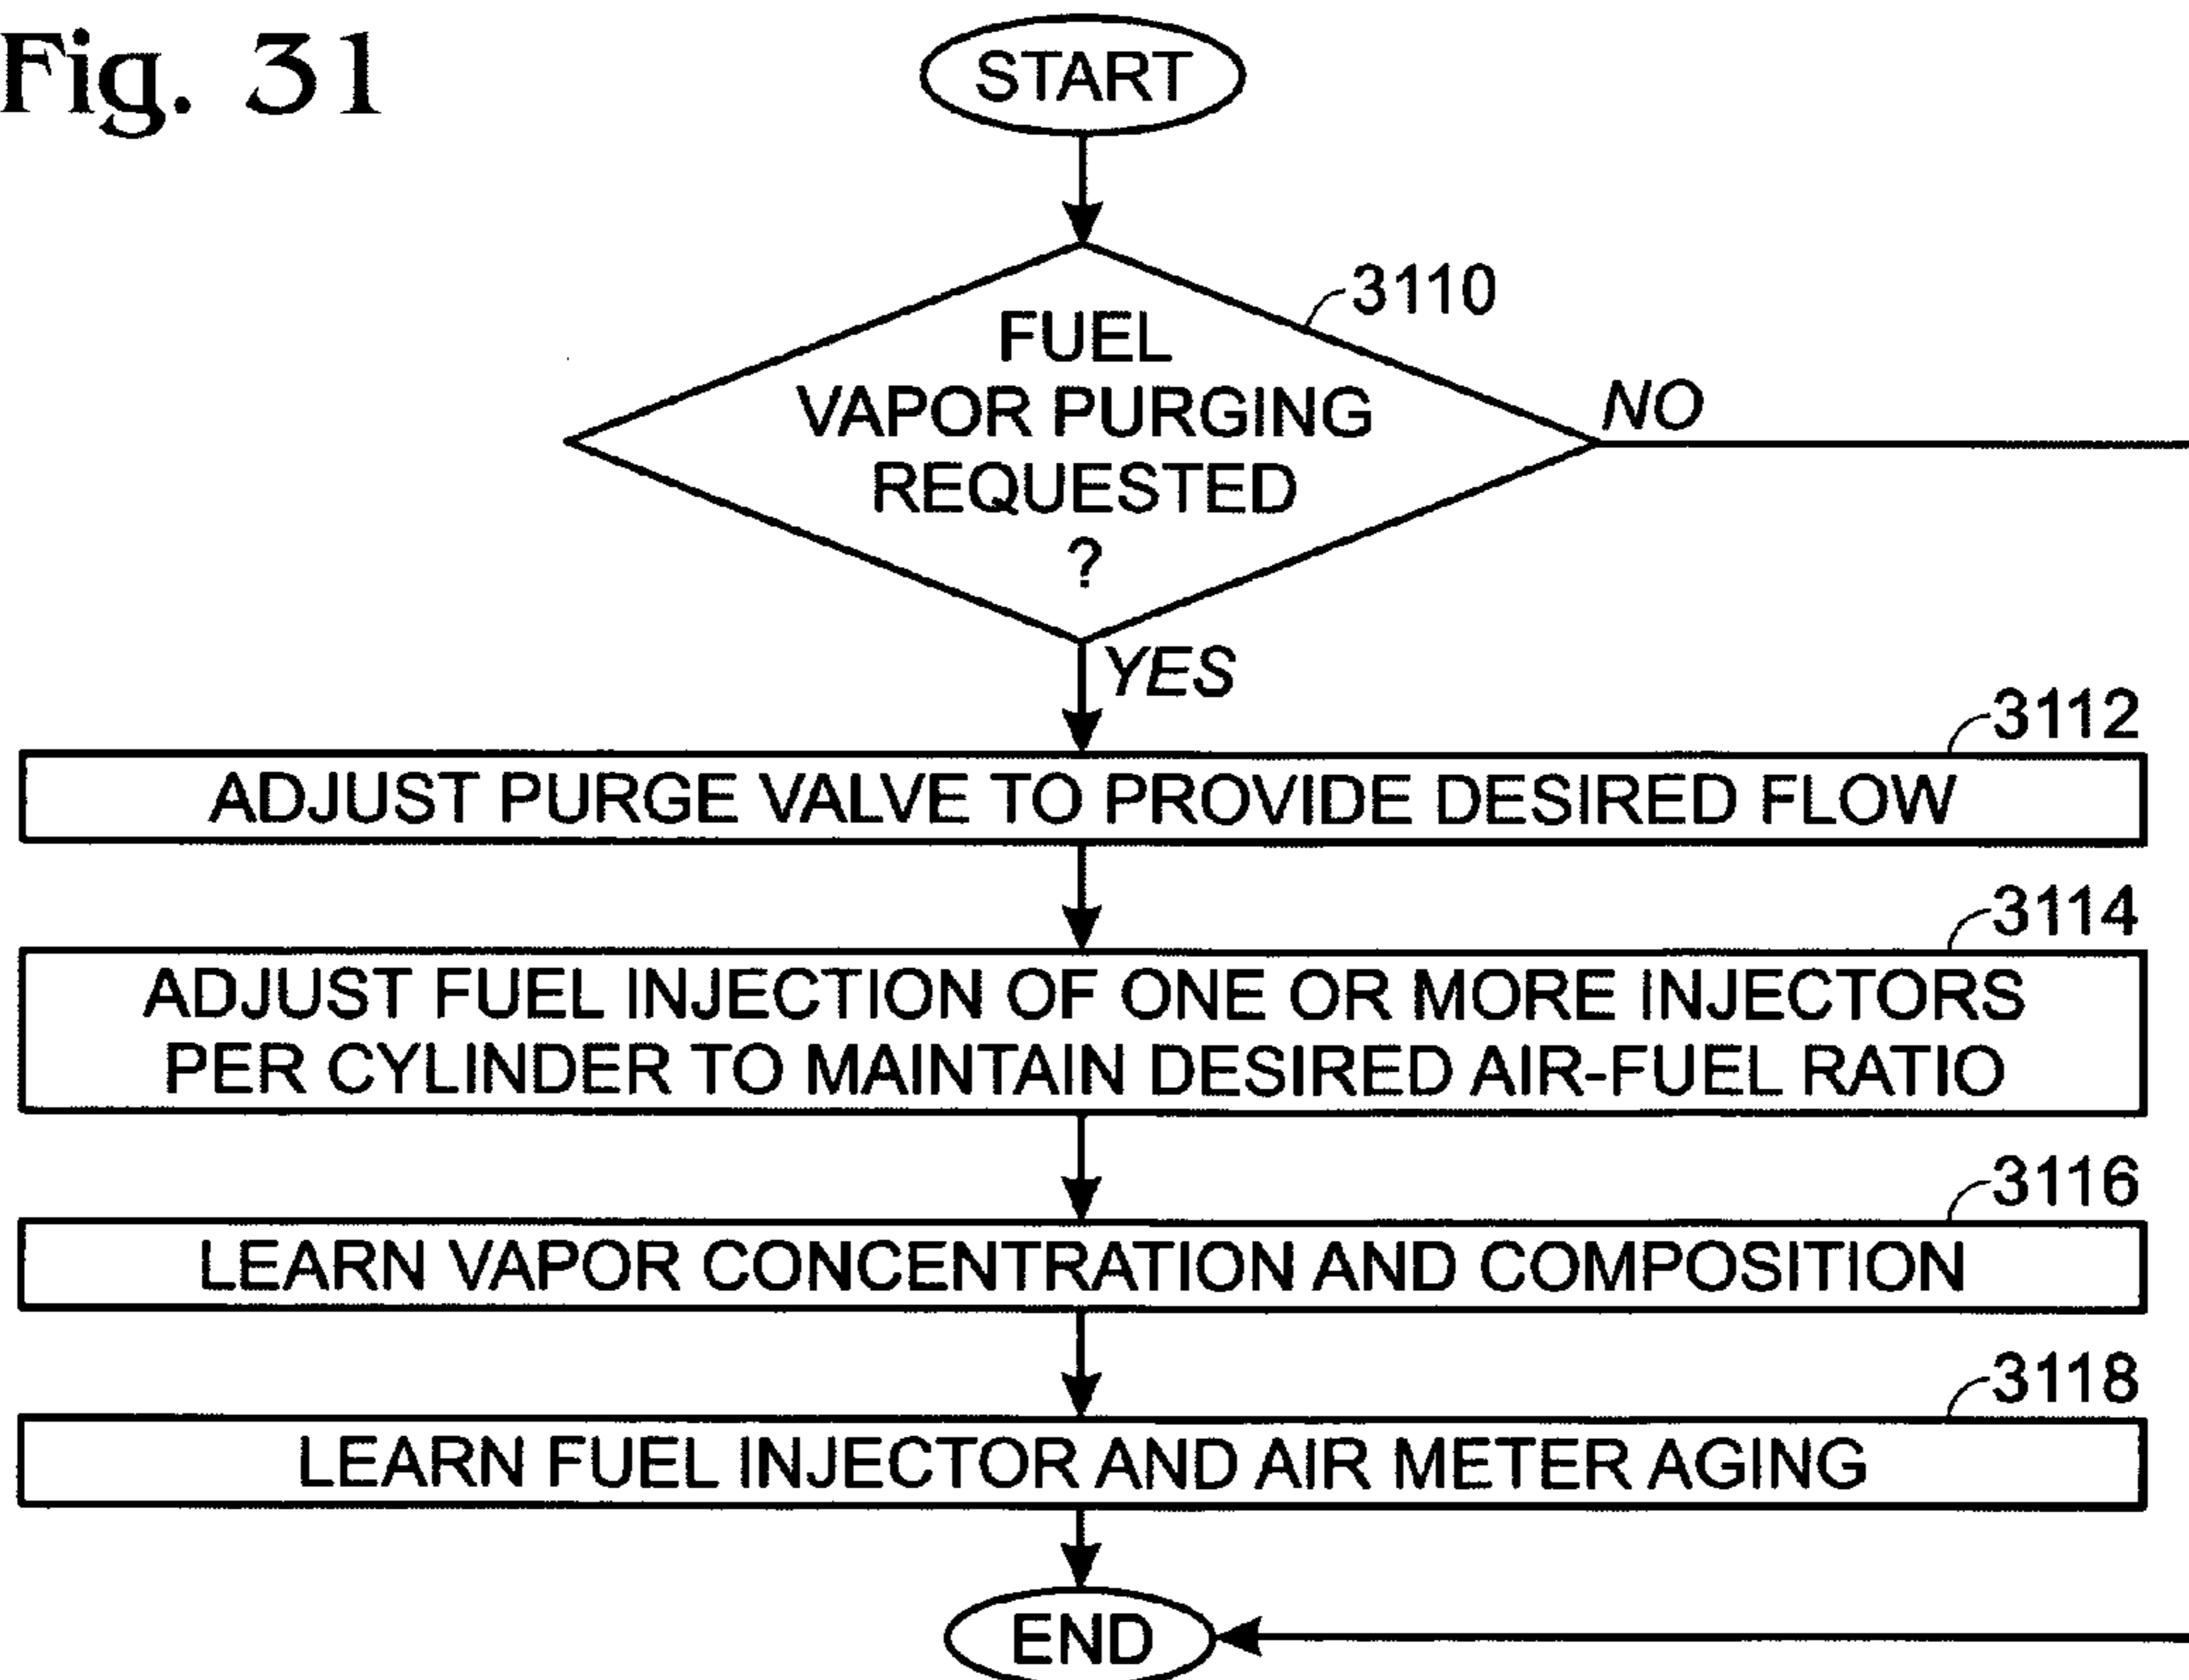 Fig. 31
START
3110
FUEL
VAPOR PURGING
REQUESTED
?
NO
YES
3112
ADJUST PURGE VALVE TO PROVIDE DESIRED FLOW
3114
ADJUST FUEL INJECTION OF ONE OR MORE INJECTORS
PER CYLINDER TO MAINTAIN DESIRED AIR-FUEL RATIO
3116
LEARN VAPOR CONCENTRATION AND COMPOSITION
3118
LEARN FUEL INJECTOR AND AIR METER AGING
END